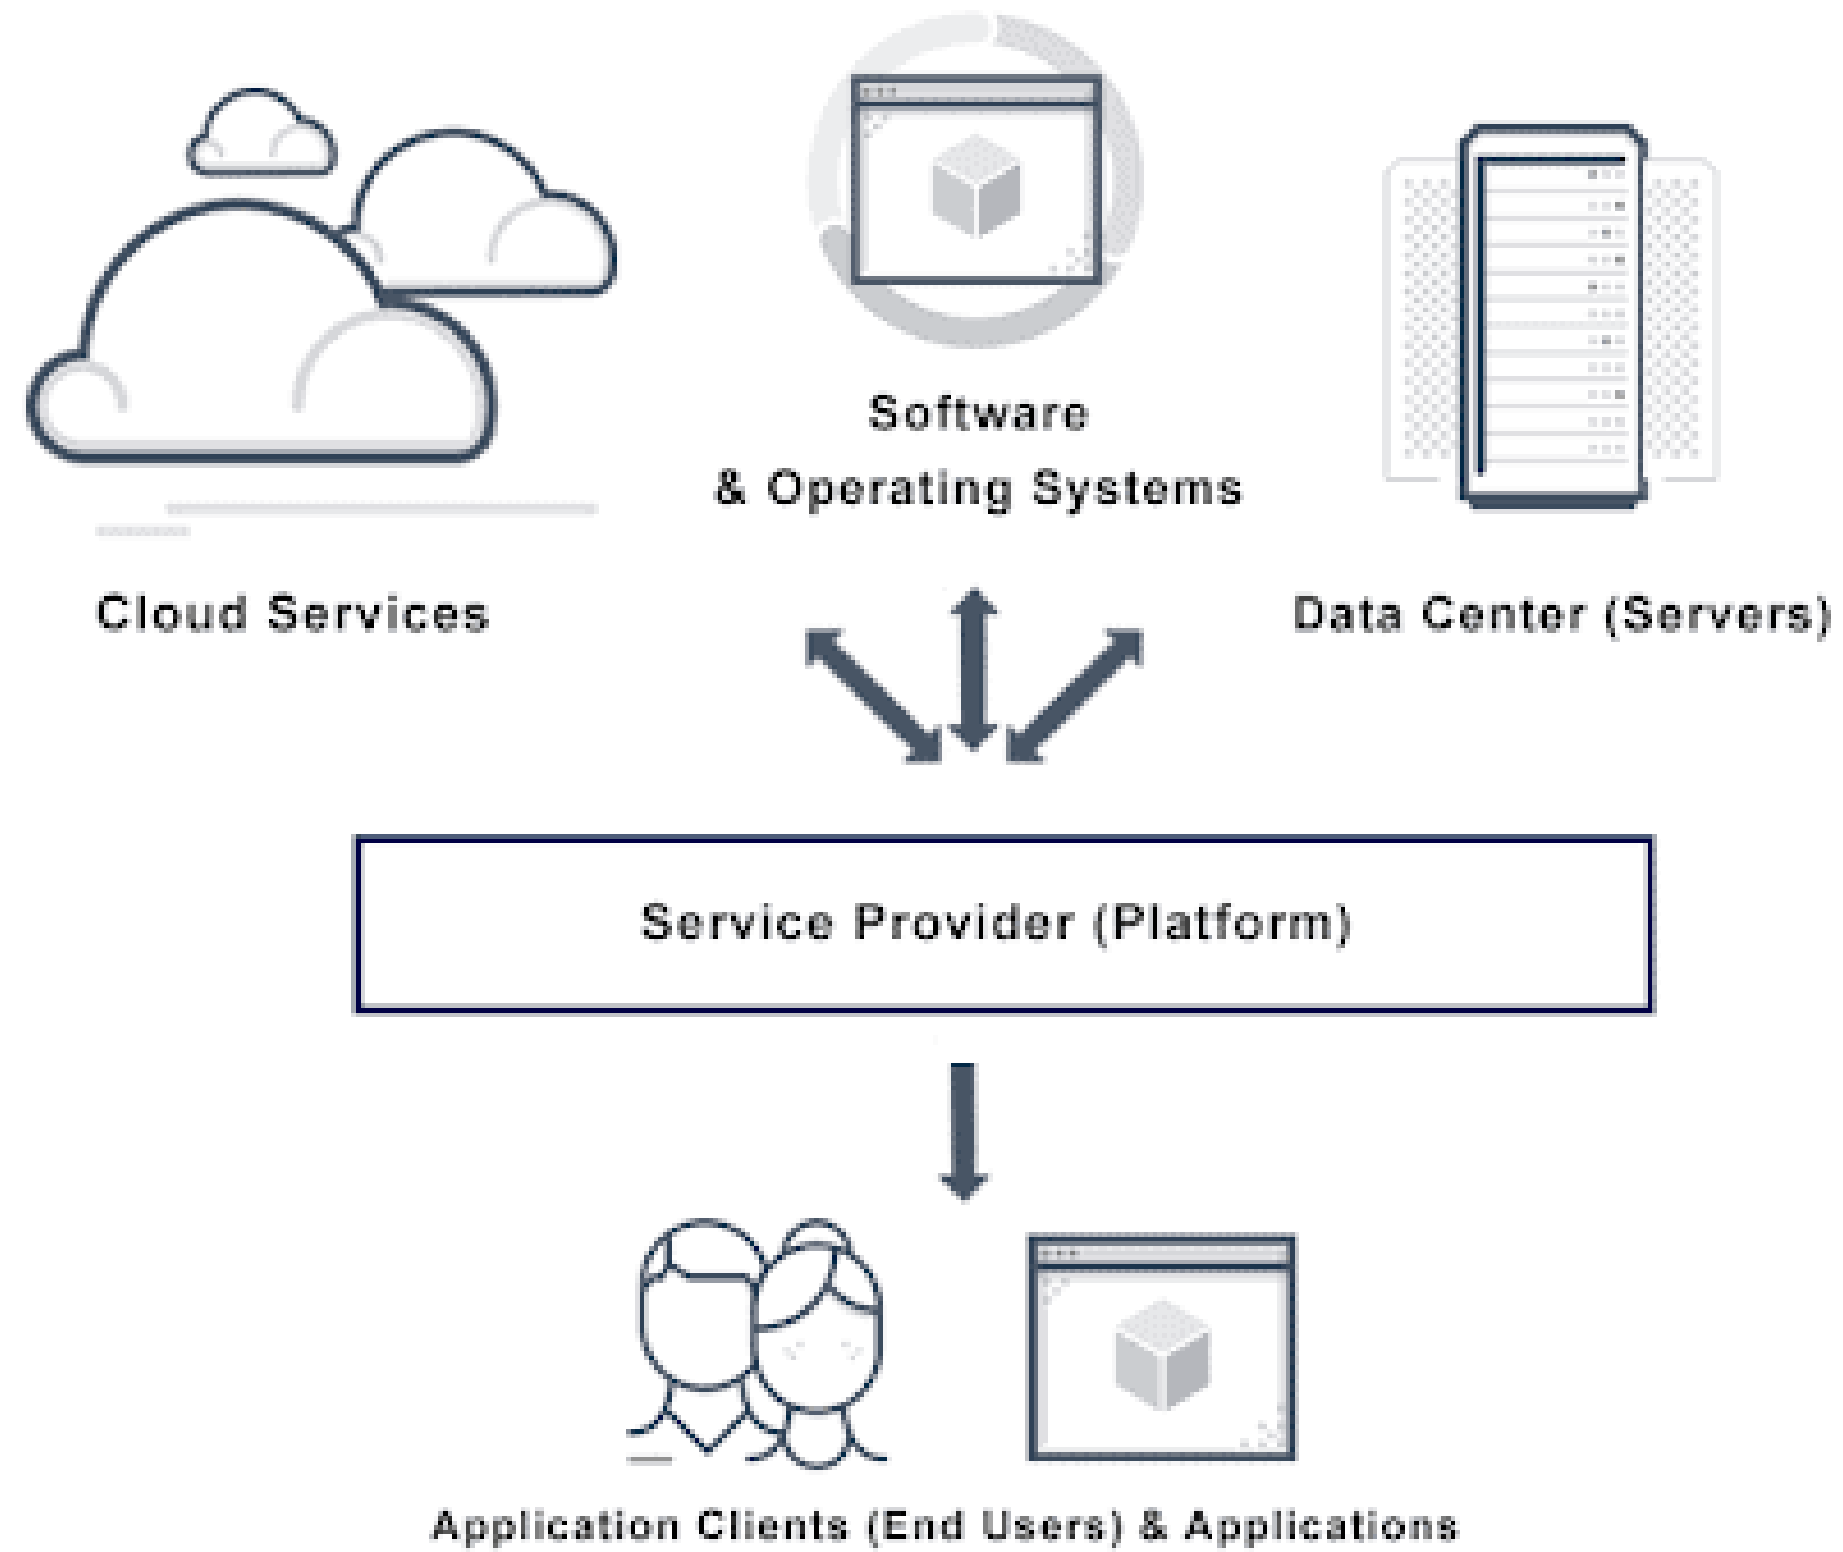 Software
& Operating Systems
Cloud Services
Data Center (Servers)
Service Provider (Platform)
Application Clients (End Users) & Applications